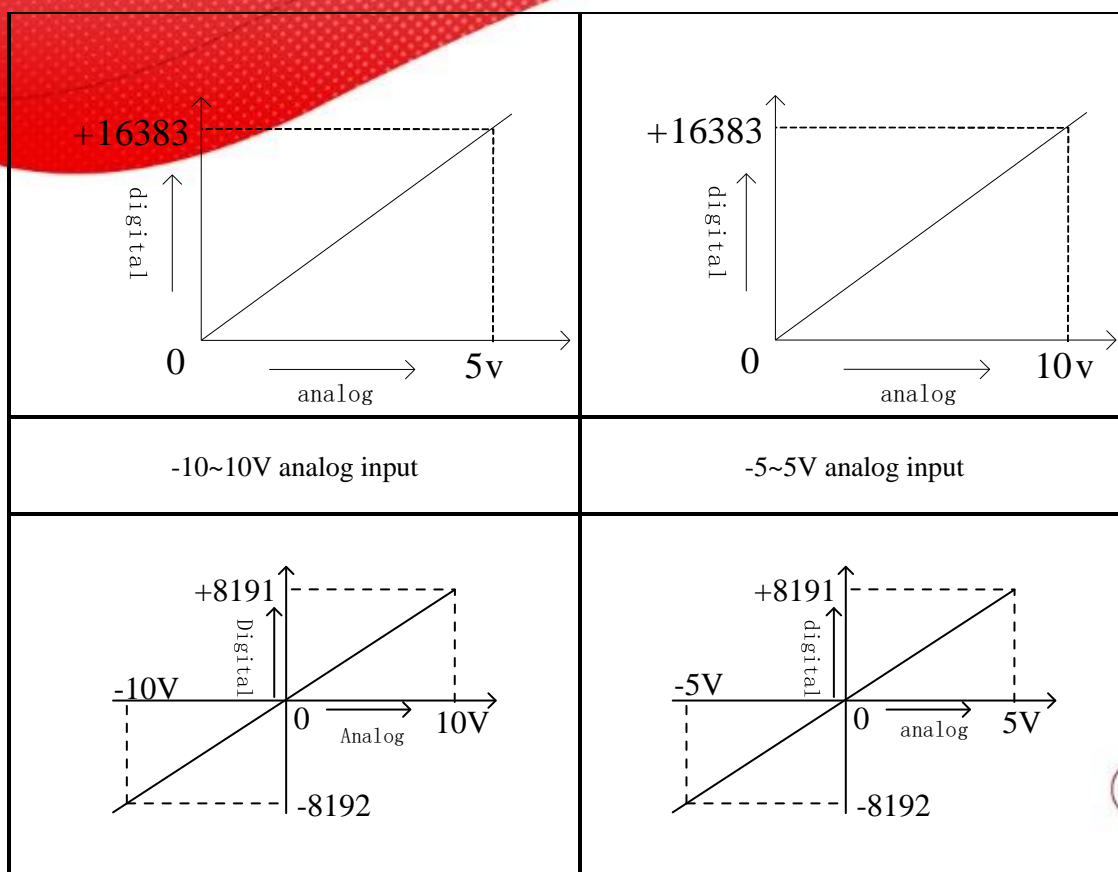 +16383
digital
0
5v
analog
+16383
digital
0
10v
analog
-10~10V analog input
-5~5V analog input
+8191
Digital
-10V
0
Analog
10V
-8192
+8191
digital
-5V
0
analog
5V
-8192